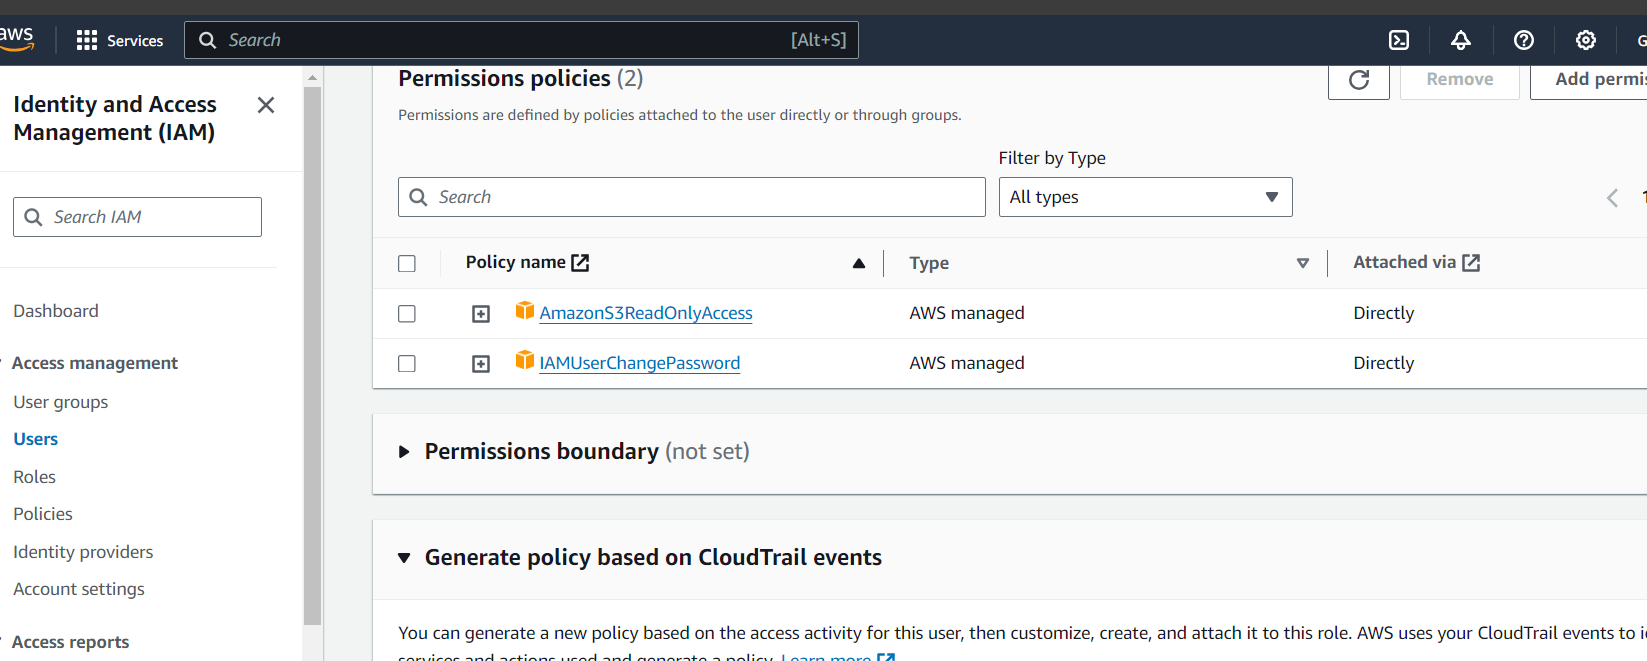 aws
Services
Search
[Alt+S]
Identity and Access
Management (IAM)
Search IAM
Dashboard
Access management
User groups
Users
Roles
Policies
Identity providers
Account settings
Access reports
Permissions policies (2)
Remove
Add
Permissions are defined by policies attached to the user directly or through groups.
Filter by Type
Search
All types
Policy name
Type
Attached via
AmazonS3ReadOnlyAccess
AWS managed
Directly
IAMUserChangePassword
AWS managed
Directly
Permissions boundary (not set)
Generate policy based on CloudTrail events
You can generate a new policy based on the access activity for this user, then customize, create, and attach it to this role. AWS uses your CloudTrail events to
services and actions used and generate a policy. Learn more